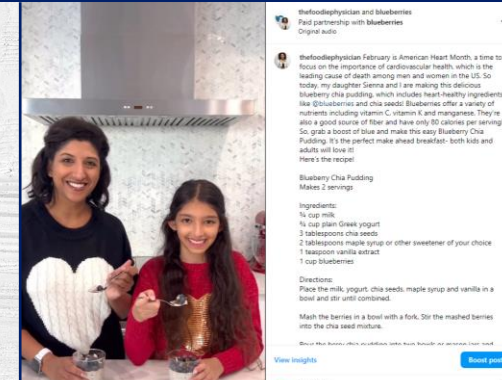 thefoodiephysician and blueberries
Paid partnership with blueberries
Original audio
thefoodiephysician February is American Heart Month, a time to
focus on the importance of cardiovascular health, which is the
leading cause of death among men and women in the US. So
today, my daughter Sienna and I are making this delicious
blueberry chia pudding, which includes heart-healthy ingredients
like @blueberries and chia seeds! Blueberries offer a variety of
nutrients including vitamin C, vitamin K and manganese. They're
also a good source of fiber and have only 80 calories per serving!
So, grab a boost of blue and make this easy Blueberry Chia
Pudding. It's the perfect make ahead breakfast- both kids and
adults will love it!
Here's the recipe!
Blueberry Chia Pudding
Makes 2 servings
Ingredients:
¾ cup milk
¾ cup plain Greek yogurt
3 tablespoons chia seeds
2 tablespoons maple syrup or other sweetener of your choice
1 teaspoon vanilla extract
1 cup blueberries
Directions:
Place the milk, yogurt, chia seeds, maple syrup and vanilla in a
bowl and stir until combined.
Mash the berries in a bowl with a fork. Stir the mashed berries
into the chia seed mixture.
View insights
Boost post